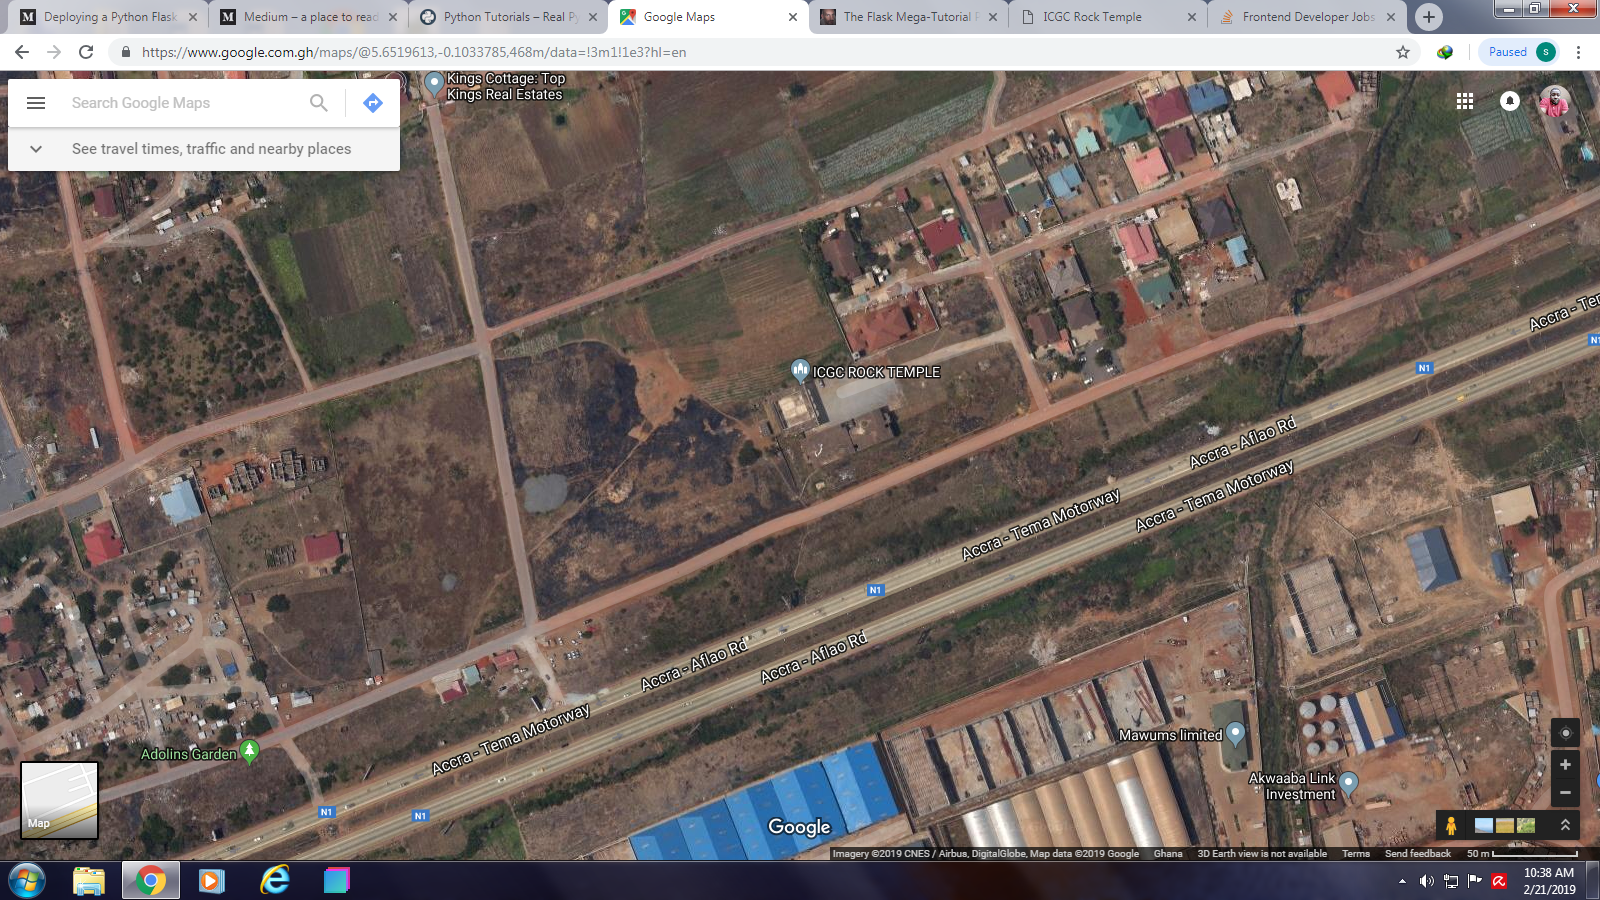 Deploying a Python Flask
Medium – a place to read
Python Tutorials – Real Py
Google Maps
The Flask Mega-Tutorial P
ICGC Rock Temple
Frontend Developer Jobs
https://www.google.com.gh/maps/@5.6519613,-0.1033785,468m/data=!3m1!1e3?hl=en
Paused
s
Search Google Maps
See travel times, traffic and nearby places
Kings Cottage: Top
Kings Real Estates
Accra - Te
N1
N1
ICGC ROCK TEMPLE
Accra - Aflao Rd
Accra - Tema Motorway
Accra - Tema Motorway
N1
Accra - Aflao Rd
Accra - Aflao Rd
Accra - Tema Motorway
Adolins Garden
Mawums limited
Akwaaba Link
Investment
Map
N1
N1
Google
Imagery ©2019 CNES / Airbus, DigitalGlobe, Map data ©2019 Google
Ghana
3D Earth view is not available
Terms
Send feedback
50 m
10:38 AM
2/21/2019